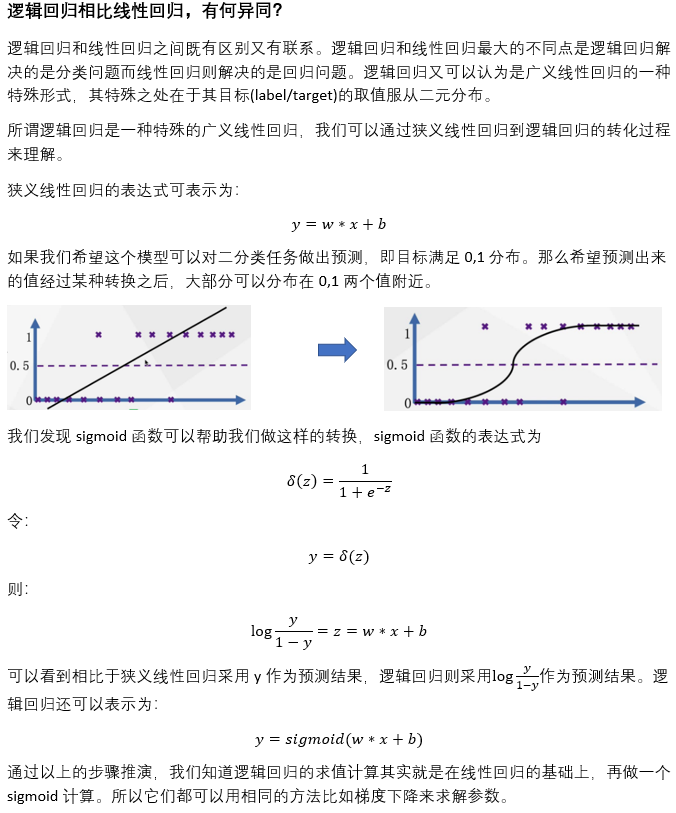 逻辑回归相比线性回归，有何异同？
逻辑回归和线性回归之间既有区别又有联系。逻辑回归和线性回归最大的不同点是逻辑回归解
决的是分类问题而线性回归则解决的是回归问题。逻辑回归又可以认为是广义线性回归的一种
特殊形式，其特殊之处在于其目标(label/target)的取值服从二元分布。
所谓逻辑回归是一种特殊的广义线性回归，我们可以通过狭义线性回归到逻辑回归的转化过程
来理解。
狭义线性回归的表达式可表示为：
y = w * x + b
如果我们希望这个模型可以对二分类任务做出预测，即目标满足 0,1 分布。那么希望预测出来
的值经过某种转换之后，大部分可以分布在 0,1 两个值附近。
1
0. 5
0
1
0. 5
0
我们发现 sigmoid 函数可以帮助我们做这样的转换，sigmoid 函数的表达式为
δ(z) = 1 / (1 + e^{-z})
令：
y = δ(z)
则：
log y/(1 − y) = z = w * x + b
可以看到相比于狭义线性回归采用 y 作为预测结果，逻辑回归则采用log y/(1−y)作为预测结果。逻
辑回归还可以表示为：
y = sigmoid(w * x + b)
通过以上的步骤推演，我们知道逻辑回归的求值计算其实就是在线性回归的基础上，再做一个
sigmoid 计算。所以它们都可以用相同的方法比如梯度下降来求解参数。